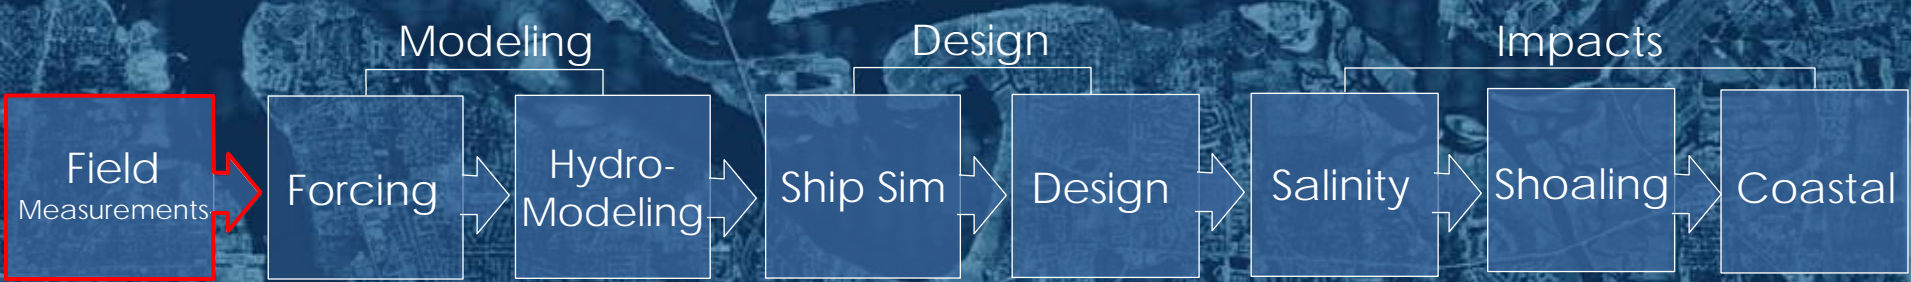 Modeling
Design
Impacts
Field
Measurements
Forcing
Hydro-
Modeling
Ship Sim
Design
Salinity
Shoaling
Coastal